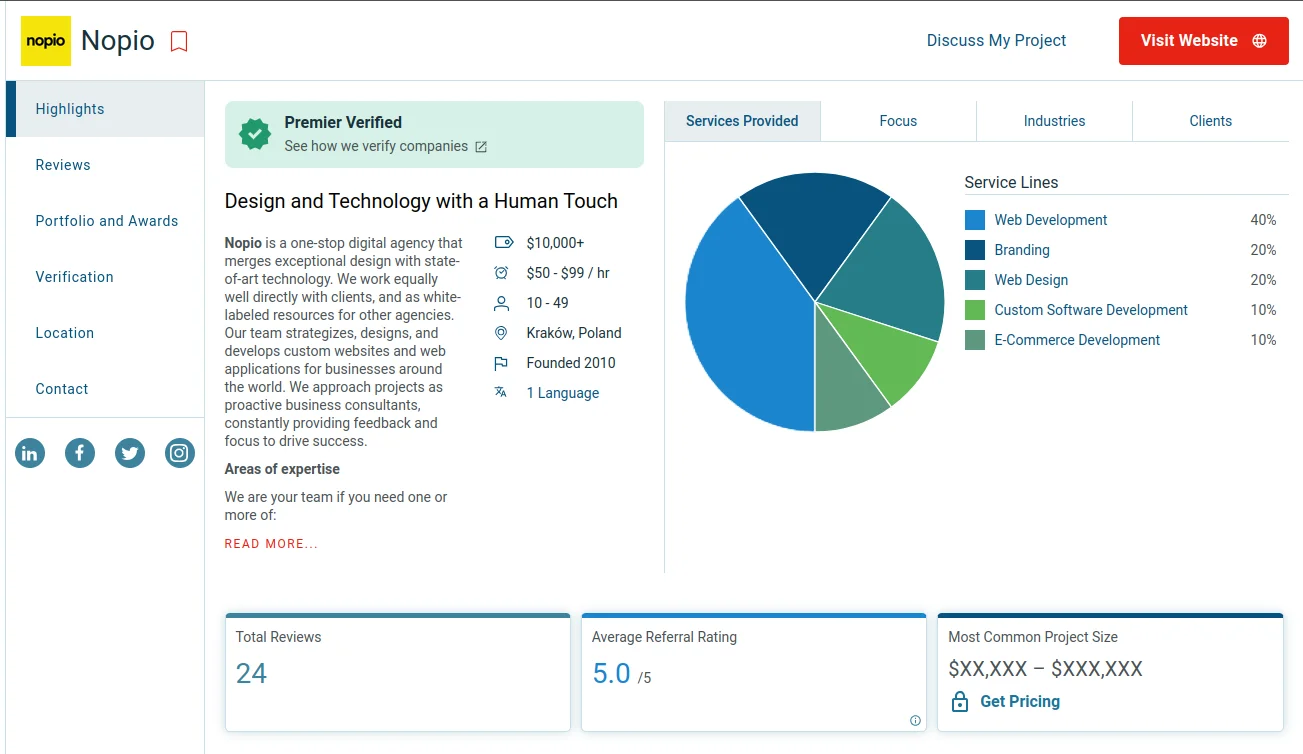 nopio
Nopio
Discuss My Project
Visit Website
Highlights
Reviews
Portfolio and Awards
Verification
Location
Contact
Premier Verified
See how we verify companies
Design and Technology with a Human Touch
Nopio is a one-stop digital agency that
merges exceptional design with state-
of-art technology. We work equally
well directly with clients, and as white-
labeled resources for other agencies.
Our team strategizes, designs, and
develops custom websites and web
applications for businesses around
the world. We approach projects as
proactive business consultants,
constantly providing feedback and
focus to drive success.
Areas of expertise
We are your team if you need one or
more of:
READ MORE...
$10,000+
$50 - $99 / hr
10 - 49
Kraków, Poland
Founded 2010
1 Language
Services Provided
Focus
Industries
Clients
Service Lines
Web Development 40%
Branding 20%
Web Design 20%
Custom Software Development 10%
E-Commerce Development 10%
Total Reviews
24
Average Referral Rating
5.0 /5
Most Common Project Size
$XX,XXX – $XXX,XXX
Get Pricing